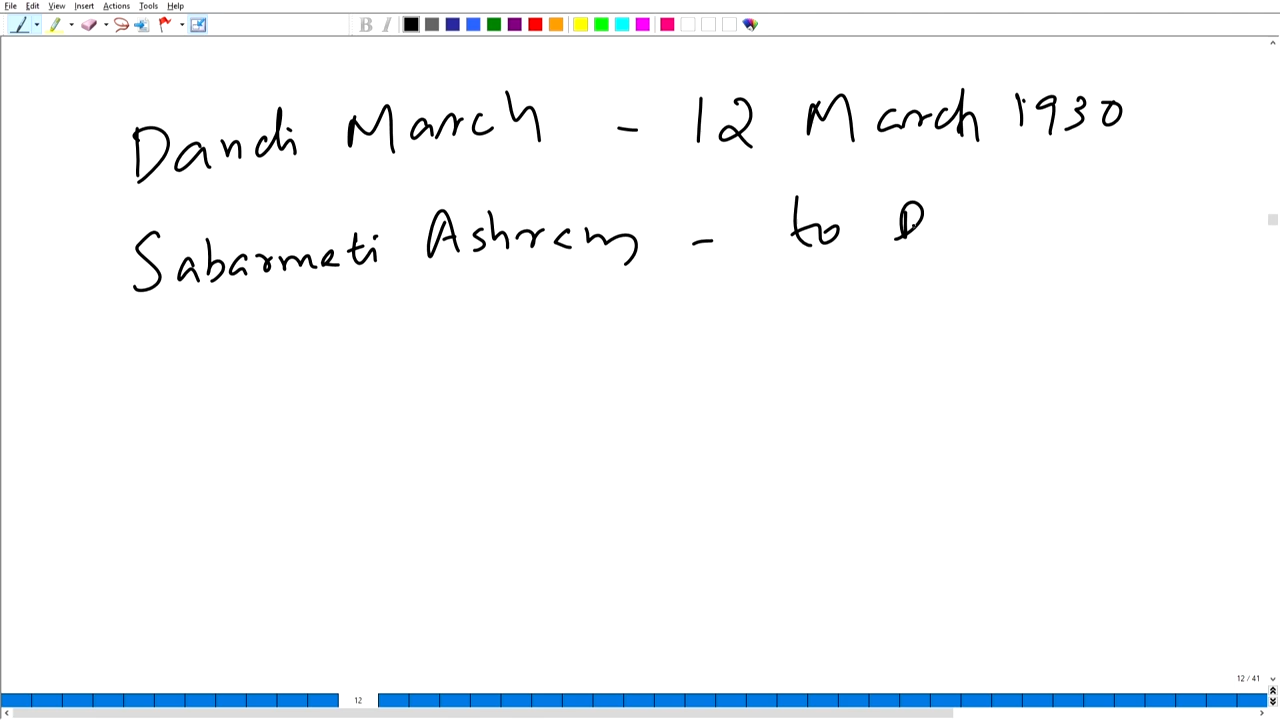 File Edit View Insert Actions Tools Help
B I
Dandi March - 12 March 1930
Sabarmati Ashram - to D
12 / 41
12